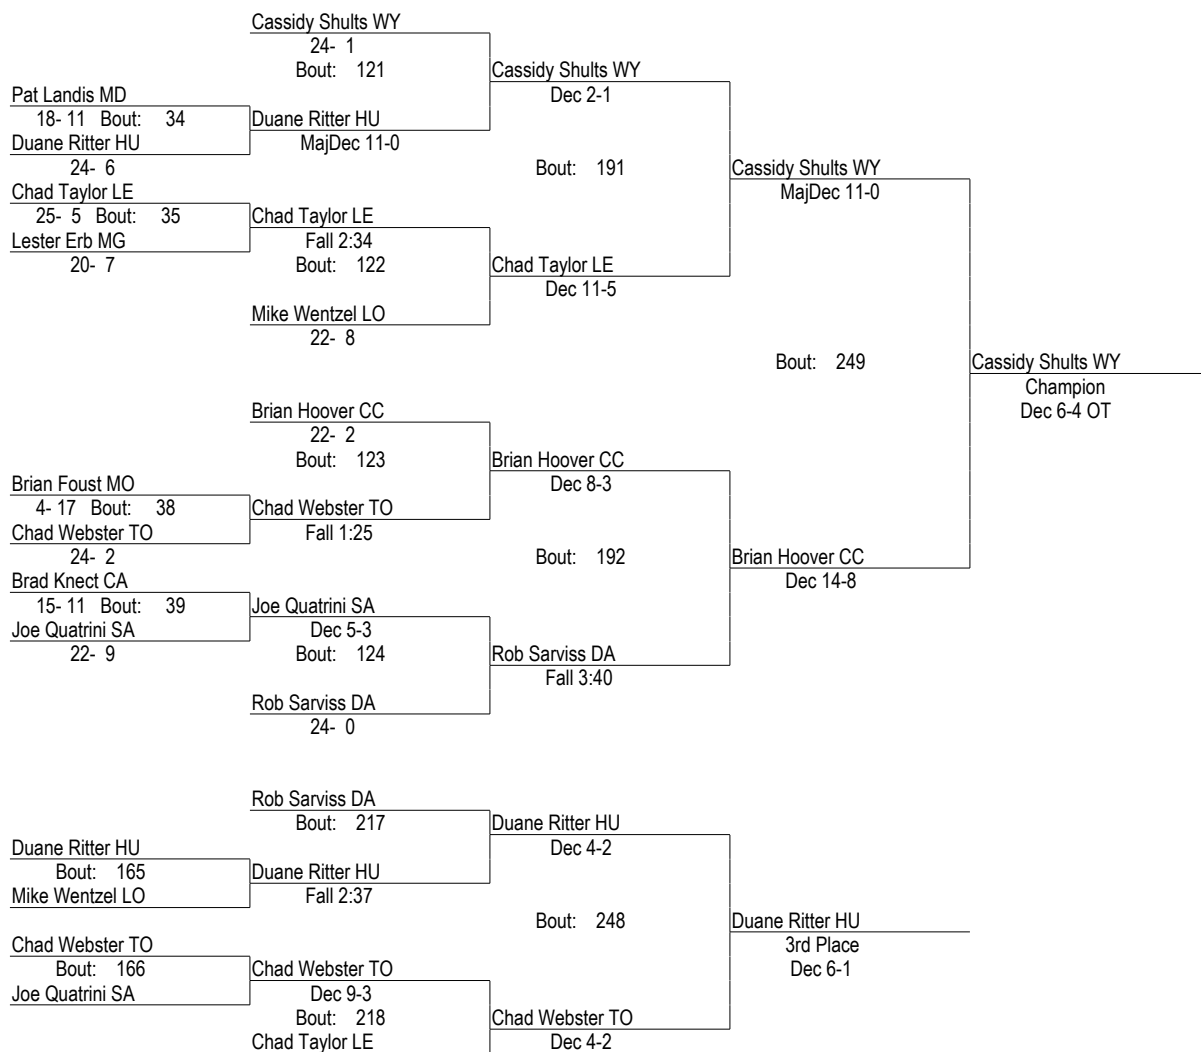 Cassidy Shults WY
24- 1
Bout: 121
Cassidy Shults WY
Dec 2-1
Pat Landis MD
18- 11 Bout: 34
Duane Ritter HU
MajDec 11-0
Duane Ritter HU
24- 6
Bout: 191
Cassidy Shults WY
MajDec 11-0
Chad Taylor LE
25- 5 Bout: 35
Chad Taylor LE
Fall 2:34
Lester Erb MG
20- 7
Bout: 122
Chad Taylor LE
Dec 11-5
Mike Wentzel LO
22- 8
Bout: 249
Cassidy Shults WY
Champion
Dec 6-4 OT
Brian Hoover CC
22- 2
Bout: 123
Brian Hoover CC
Dec 8-3
Brian Foust MO
4- 17 Bout: 38
Chad Webster TO
Fall 1:25
Chad Webster TO
24- 2
Bout: 192
Brian Hoover CC
Dec 14-8
Brad Knect CA
15- 11 Bout: 39
Joe Quatrini SA
Dec 5-3
Joe Quatrini SA
22- 9
Bout: 124
Rob Sarviss DA
Fall 3:40
Rob Sarviss DA
24- 0
Rob Sarviss DA
Bout: 217
Duane Ritter HU
Dec 4-2
Duane Ritter HU
Bout: 165
Duane Ritter HU
Fall 2:37
Mike Wentzel LO
Bout: 248
Duane Ritter HU
3rd Place
Dec 6-1
Chad Webster TO
Bout: 166
Chad Webster TO
Dec 9-3
Joe Quatrini SA
Bout: 218
Chad Webster TO
Dec 4-2
Chad Taylor LE